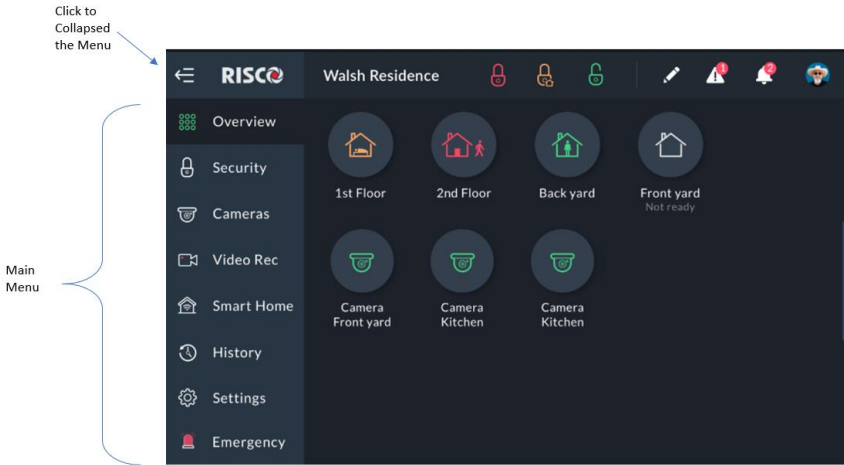 Click to
Collapsed
the Menu
RISCO
Walsh Residence
1
2
Overview
Security
Cameras
Video Rec
Smart Home
History
Settings
Emergency
Main
Menu
1st Floor
2nd Floor
Back yard
Front yard
Not ready
Camera
Front yard
Camera
Kitchen
Camera
Kitchen